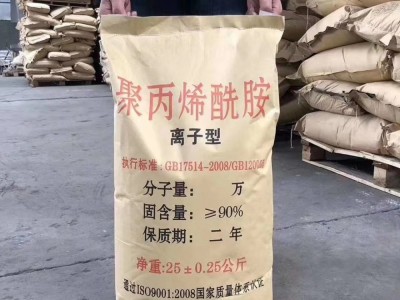 聚丙烯酰胺
离子型
执行标准:GB17514-2008/GB12000
分子量: 万
固含量: ≥90%
保质期: 二年
净重:25±0.25公斤
通过ISO9001:2008国家质量体系认证